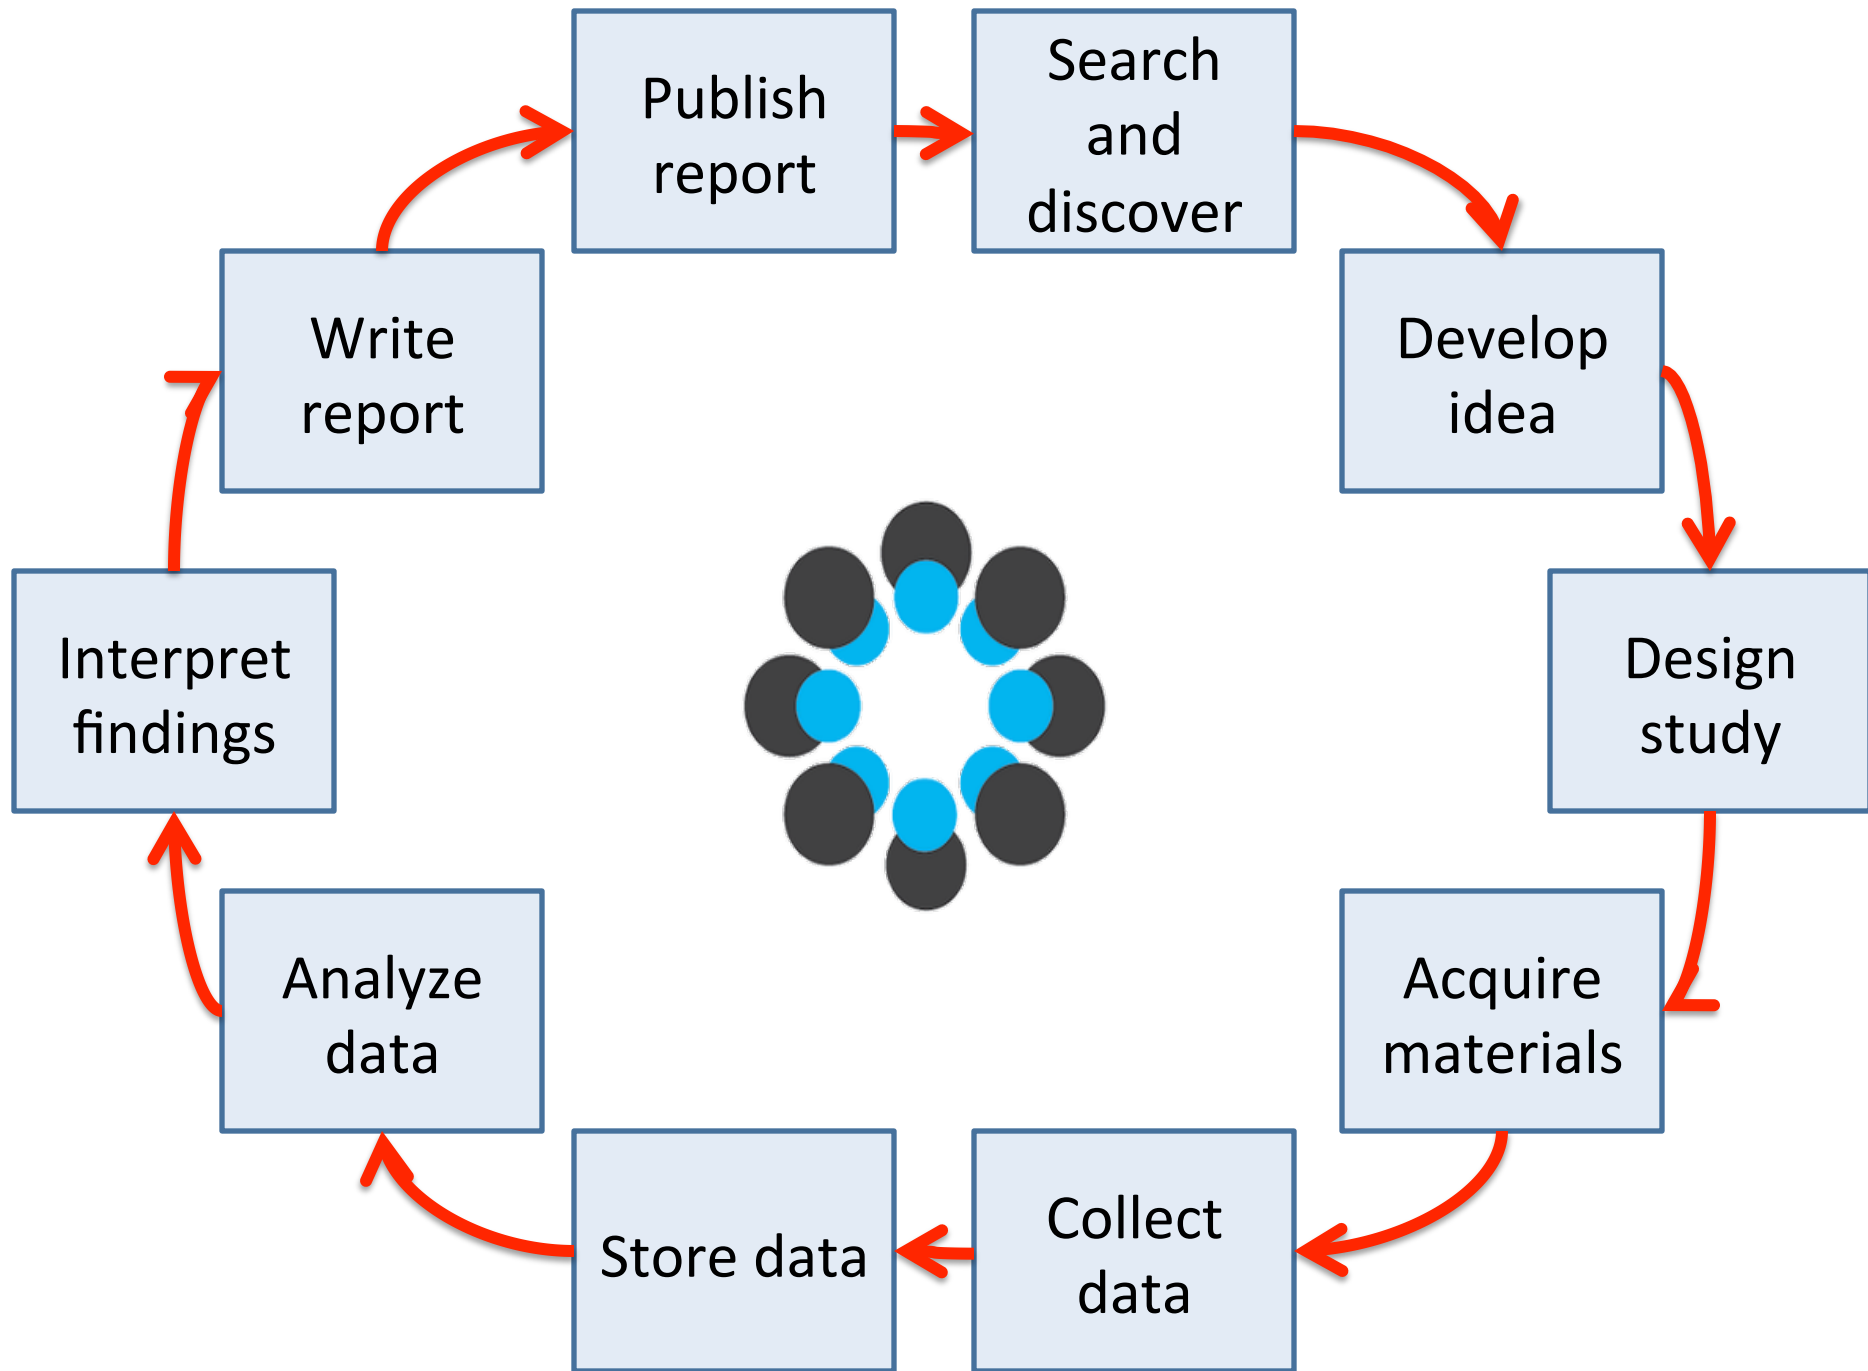 Publish
report
Search
and
discover
Develop
idea
Design
study
Acquire
materials
Collect
data
Store data
Analyze
data
Interpret
findings
Write
report